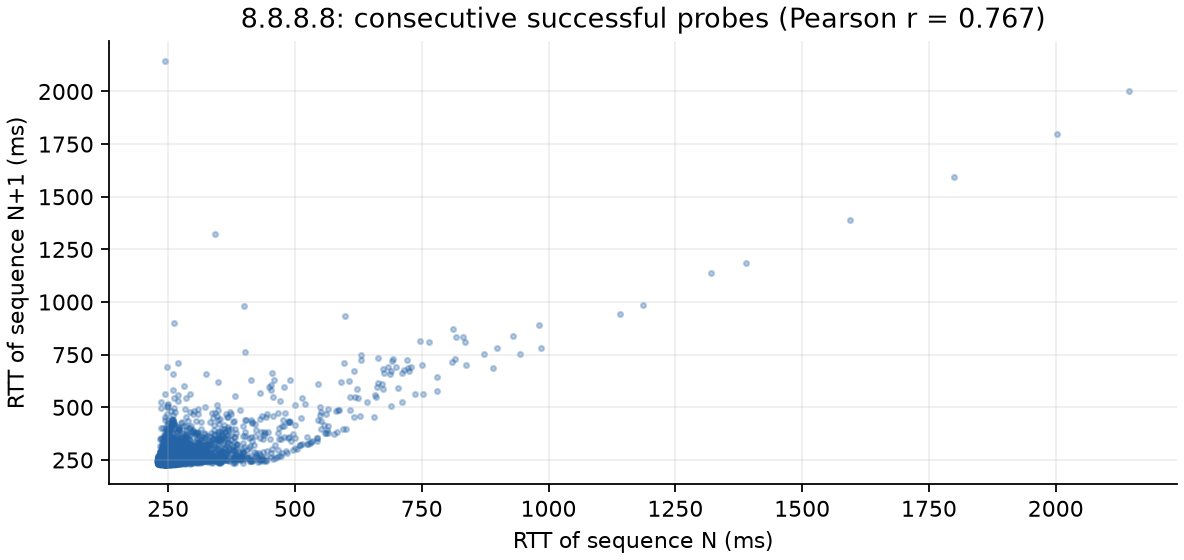 8.8.8.8: consecutive successful probes (Pearson r = 0.767)
RTT of sequence N+1 (ms)
2000
1750
1500
1250
1000
750
500
250
250 500 750 1000 1250 1500 1750 2000
RTT of sequence N (ms)